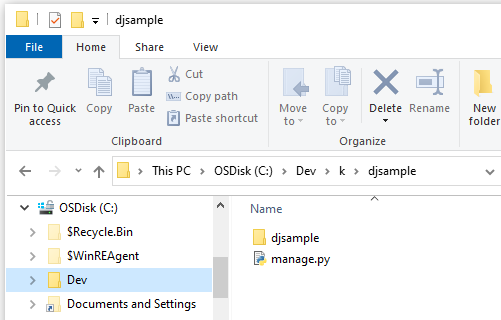 djsample
File Home Share View
Pin to Quick access
Copy
Paste
Cut
Copy path
Paste shortcut
Move to
Copy to
Delete
Rename
New folder
Clipboard
Organize
This PC > OSDisk (C:) > Dev > k > djsample
OSDisk (C:)
$Recycle.Bin
$WinREAgent
Dev
Documents and Settings
Name
djsample
manage.py